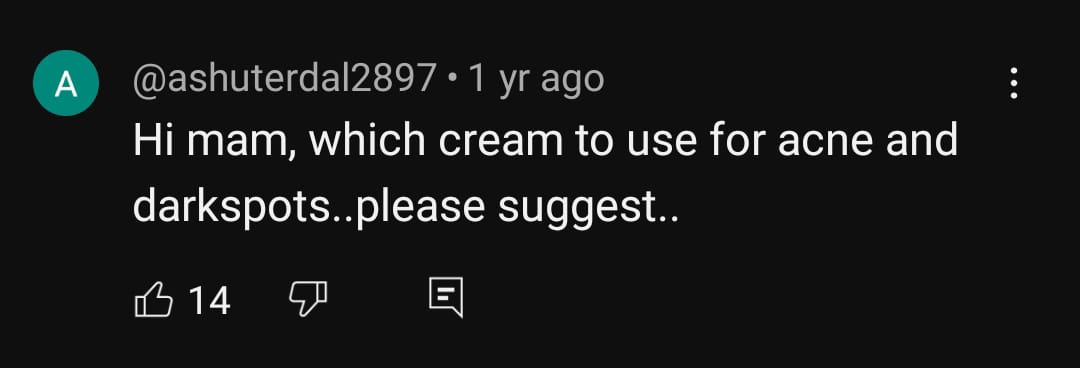 A
@ashuterdal2897 • 1 yr ago
Hi mam, which cream to use for acne and
darkspots..please suggest..
14